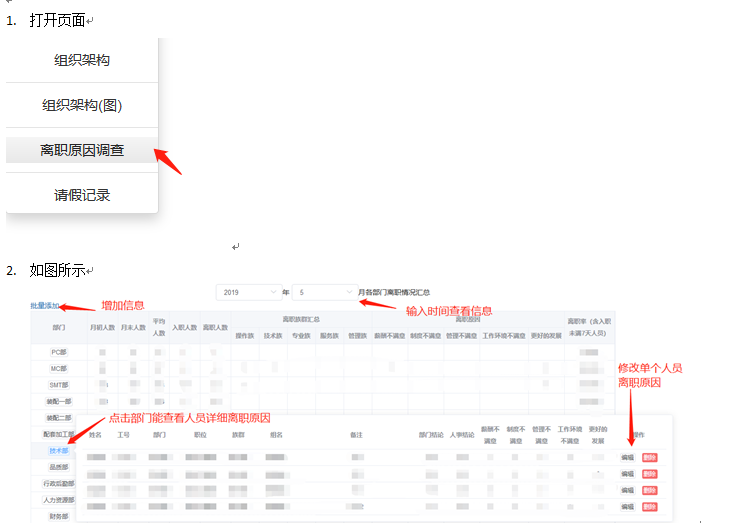 1. 打开页面
组织架构
组织架构(图)
离职原因调查
请假记录
2. 如图所示
2019 年 5 月各部门离职情况汇总
批量添加
增加信息
输入时间查看信息
部门 月初人数 月末人数 平均人数 入职人数 离职人数 离职族群汇总 离职原因 离职率（含入职未满7天人员）
操作族 技术族 专业族 服务族 管理族 薪酬不满意 制度不满意 管理不满意 工作环境不满意 更好的发展
PC部
MC部
SMT部
装配一部
装配二部
配套加工部
技术部
品质部
行政后勤部
人力资源部
财务部
修改单个人员
离职原因
点击部门能查看人员详细离职原因
姓名 工号 部门 职位 族群 组名 备注 部门结论 人学结论 薪酬不满意 制度不满意 管理不满意 工作环境不满意 更好的发展 操作
编辑 删除
编辑 删除
编辑 删除
编辑 删除